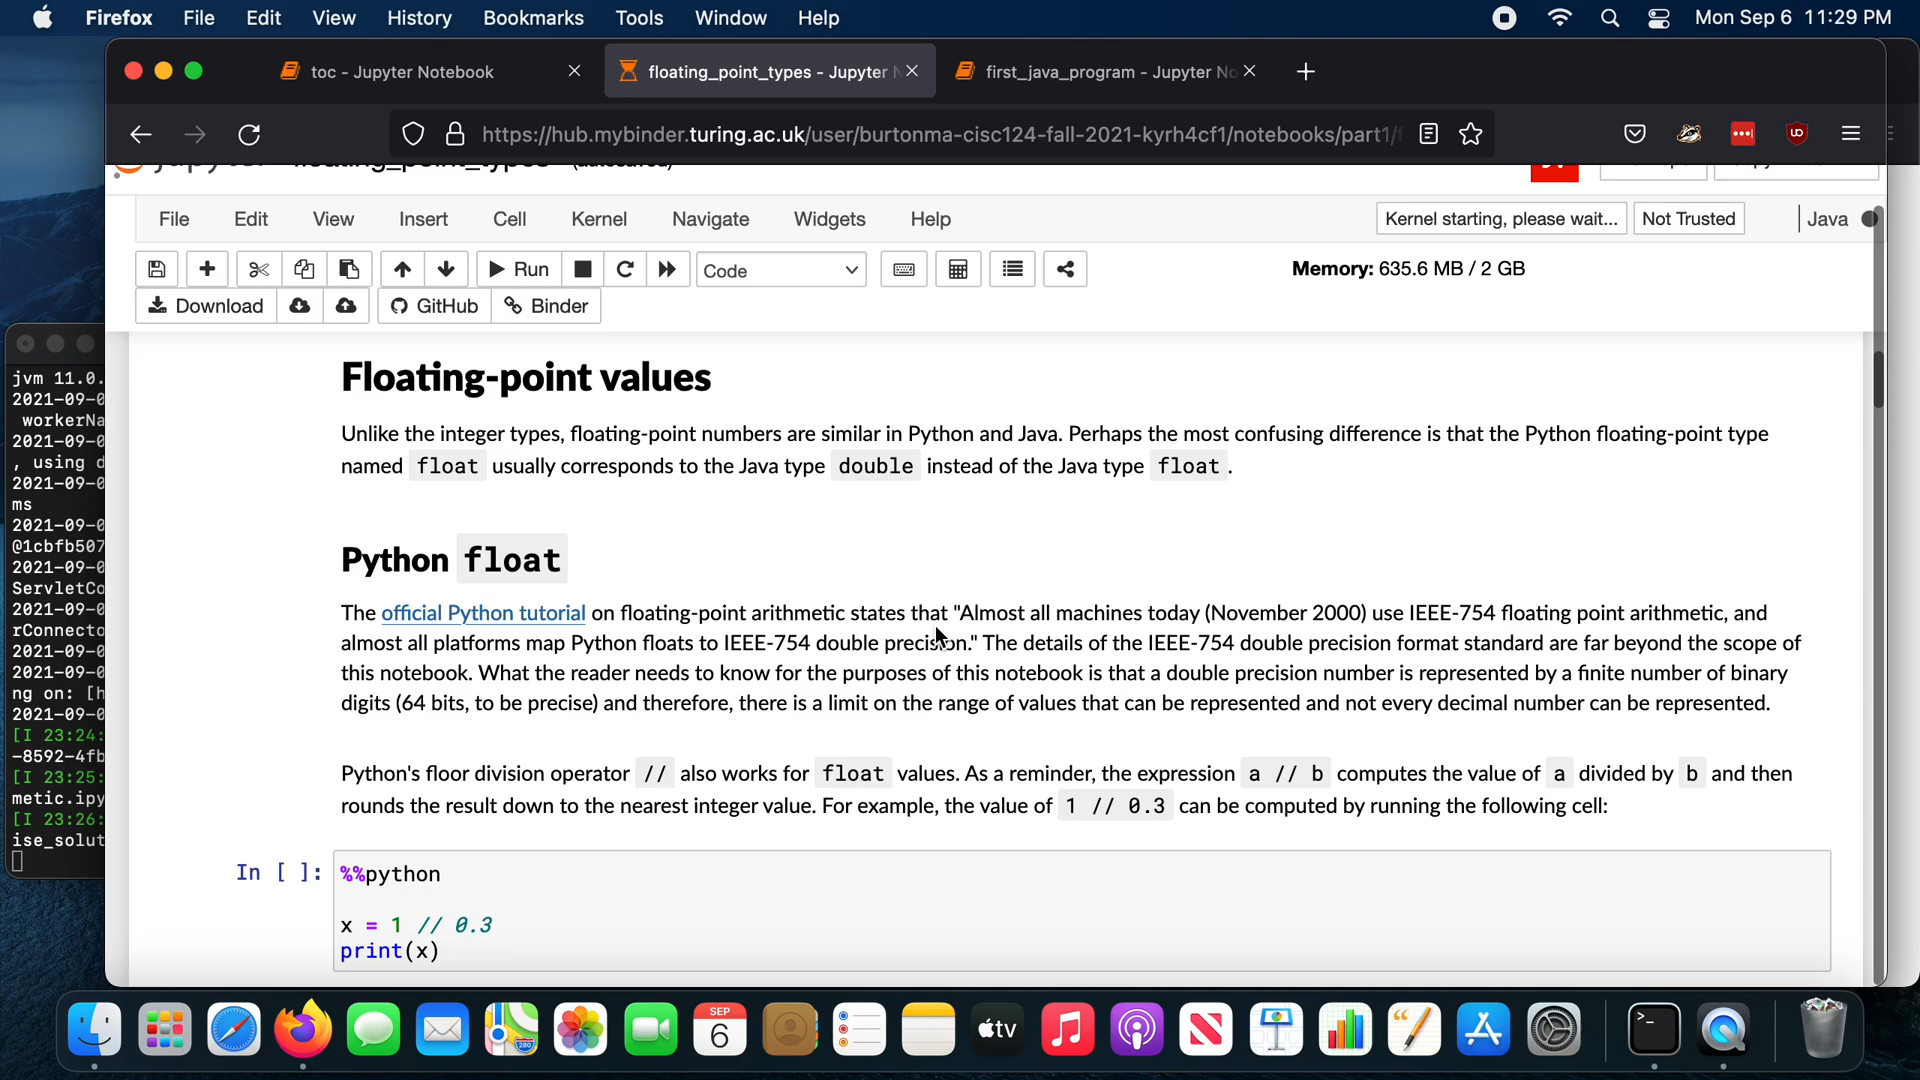 Firefox File Edit View History Bookmarks Tools Window Help Mon Sep 6 11:29 PM
toc - Jupyter Notebook floating_point_types - Jupyter N first_java_program - Jupyter No
https://hub.mybinder.turing.ac.uk/user/burtonma-cisc124-fall-2021-kyrh4cf1/notebooks/part1/f
File Edit View Insert Cell Kernel Navigate Widgets Help Kernel starting, please wait... Not Trusted Java
Run Code Memory: 635.6 MB / 2 GB
Download GitHub Binder
Floating-point values
Unlike the integer types, floating-point numbers are similar in Python and Java. Perhaps the most confusing difference is that the Python floating-point type
named float usually corresponds to the Java type double instead of the Java type float .
Python float
The official Python tutorial on floating-point arithmetic states that "Almost all machines today (November 2000) use IEEE-754 floating point arithmetic, and
almost all platforms map Python floats to IEEE-754 double precision." The details of the IEEE-754 double precision format standard are far beyond the scope of
this notebook. What the reader needs to know for the purposes of this notebook is that a double precision number is represented by a finite number of binary
digits (64 bits, to be precise) and therefore, there is a limit on the range of values that can be represented and not every decimal number can be represented.
Python's floor division operator // also works for float values. As a reminder, the expression a // b computes the value of a divided by b and then
rounds the result down to the nearest integer value. For example, the value of 1 // 0.3 can be computed by running the following cell:
In [ ]: %%python
x = 1 // 0.3
print(x)
jvm 11.0.
2021-09-0
workerNa
2021-09-0
, using d
2021-09-0
ms
2021-09-0
@1cbfb507
2021-09-0
ServletCo
2021-09-0
rConnecto
2021-09-0
2021-09-0
ng on: [h
2021-09-0
[I 23:24:
-8592-4fb
[I 23:25:
metic.ipy
[I 23:26:
ise_solut
SEP
6
280
tv